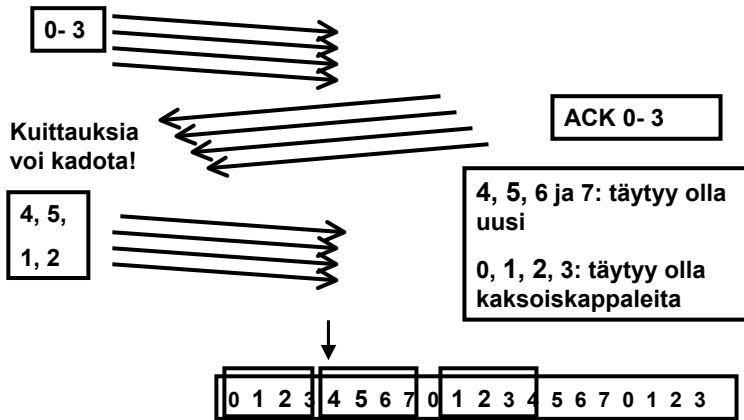 0- 3
ACK 0- 3
Kuittauksia
voi kadota!
4, 5,
1, 2
4, 5, 6 ja 7: täytyy olla
uusi
0, 1, 2, 3: täytyy olla
kaksoiskappaleita
0 1 2 3 4 5 6 7 0 1 2 3 4 5 6 7 0 1 2 3